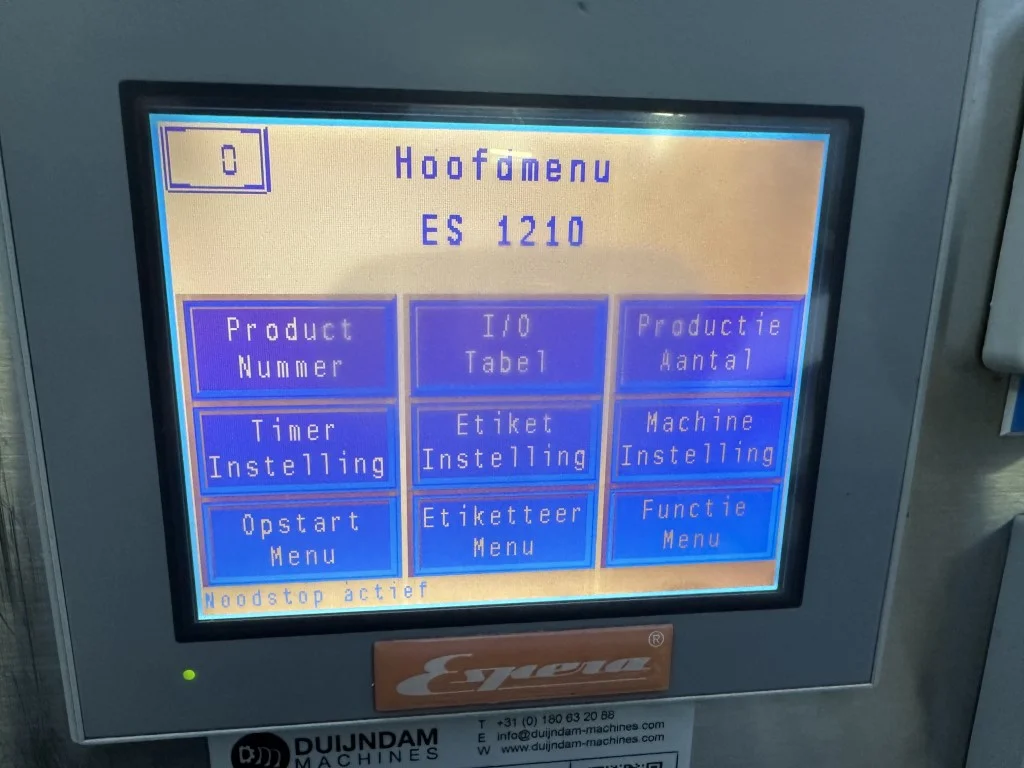 0
Hoofdmenu
ES 1210
Product
Nummer
I/O
Tabel
Productie
Aantal
Timer
Instelling
Etiket
Instelling
Machine
Instelling
Opstart
Menu
Etiketteer
Menu
Functie
Menu
Noodstop actief
Espera ®
DUIJNDAM
MACHINES
T +31 (0) 180 63 20 88
E info@duijndam-machines.com
W www.duijndam-machines.com